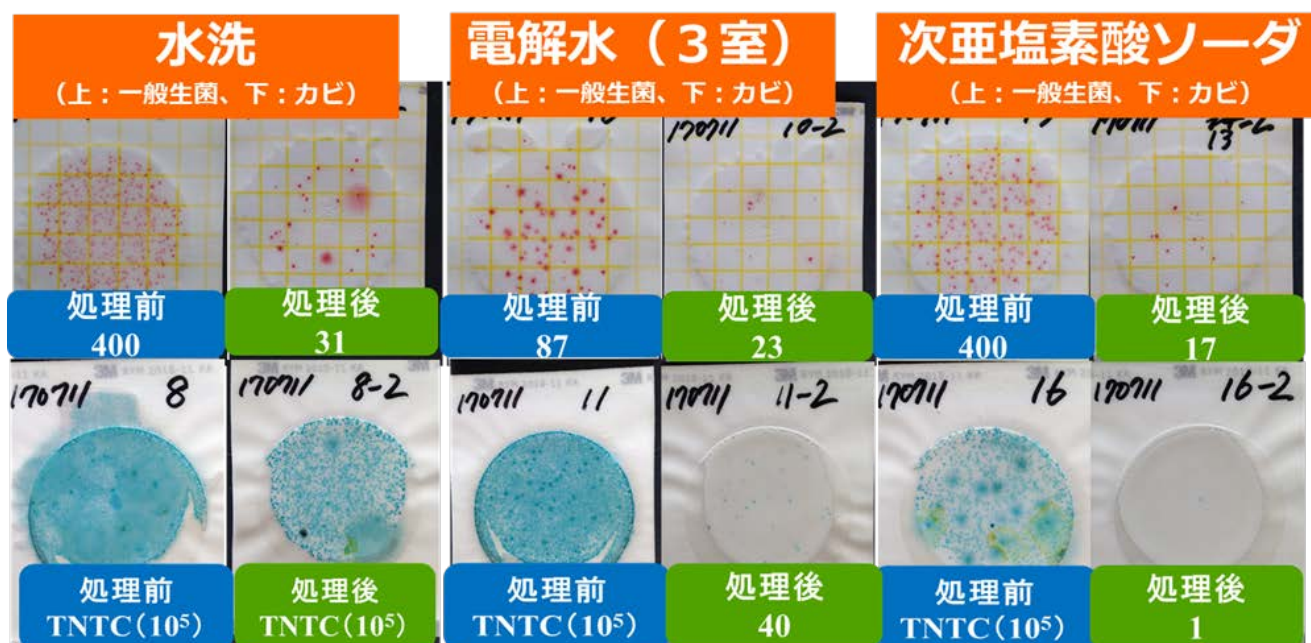 水洗
（上：一般生菌、下：カビ）
電解水（３室）
（上：一般生菌、下：カビ）
次亜塩素酸ソーダ
（上：一般生菌、下：カビ）
170711 10-2
170711
処理前
400
処理後
31
処理前
87
処理後
23
処理前
400
処理後
17
170711 8
170711 8-2
170711 11
170711 11-2
170711 16
170711 16-2
処理前
TNTC（10⁵）
処理後
TNTC（10⁵）
処理前
TNTC（10⁵）
処理後
40
処理前
TNTC（10⁵）
処理後
1